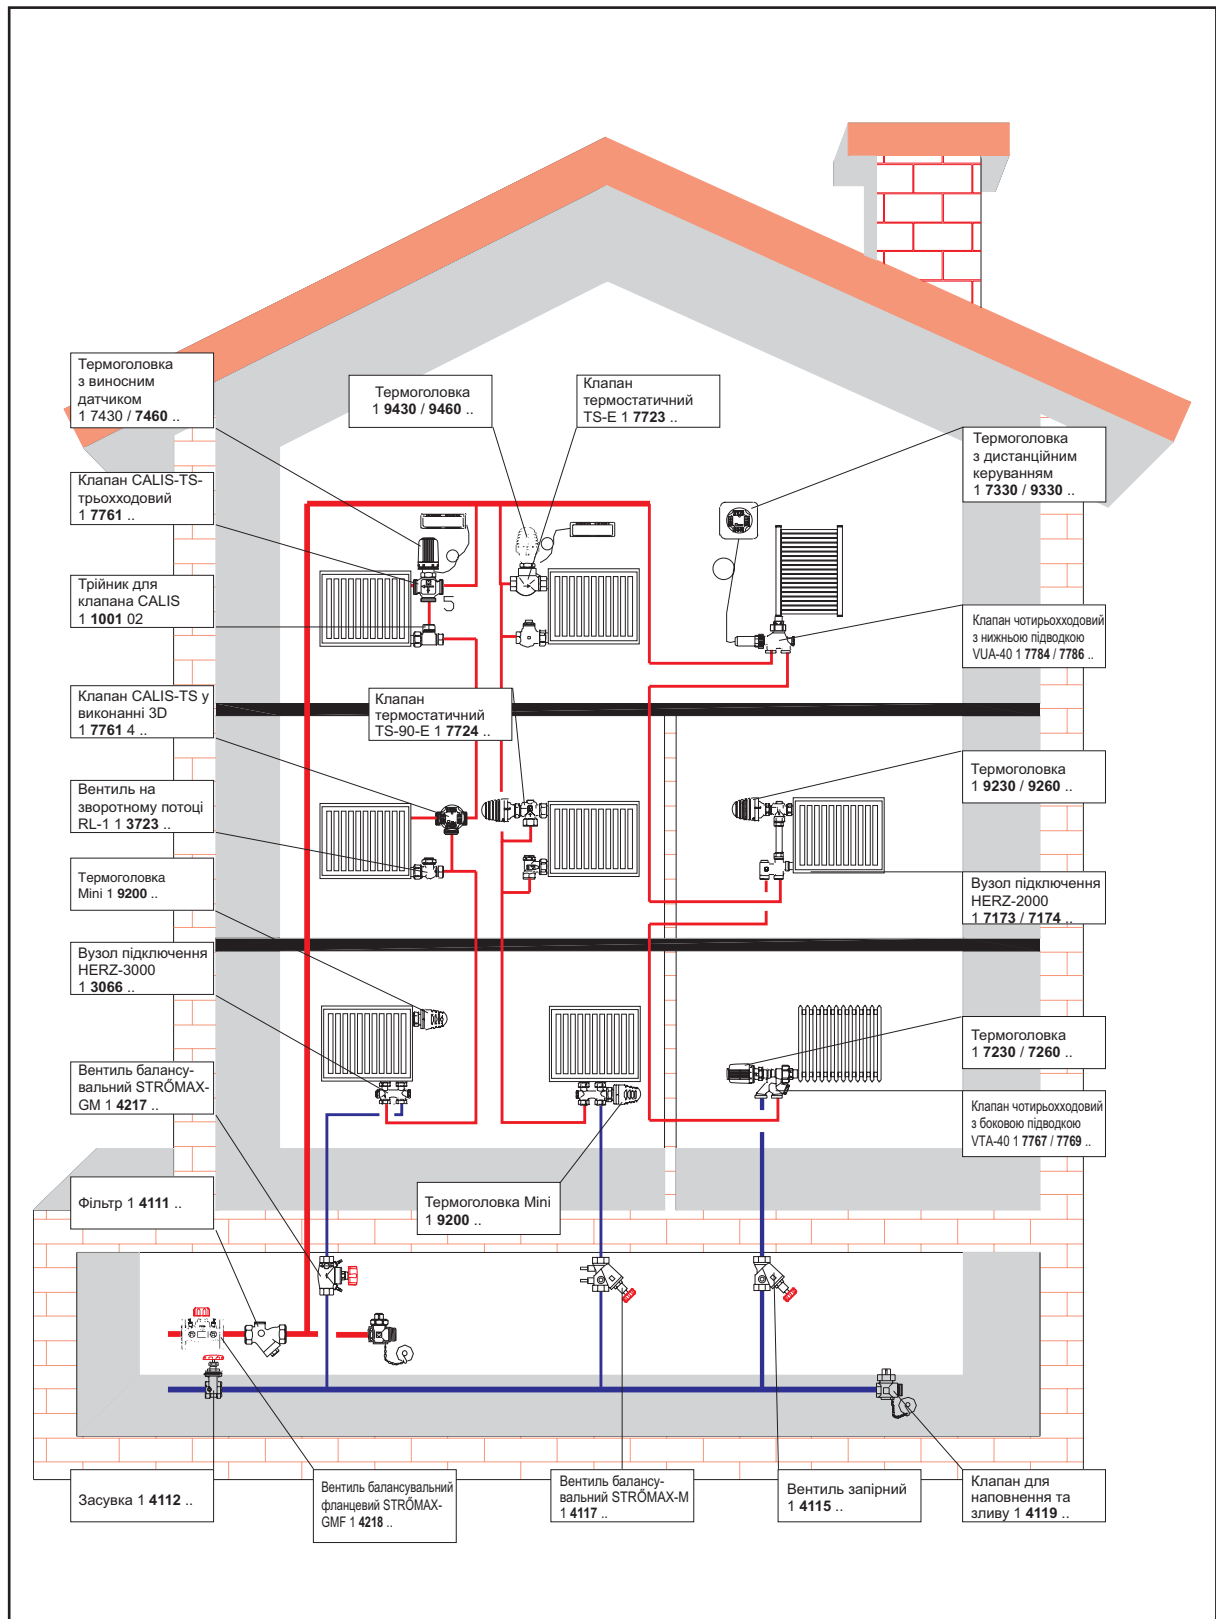 Термоголовка
з виносним
датчиком
1 7430 / 7460 ..
Термоголовка
1 9430 / 9460 ..
Клапан
термостатичний
TS-E 1 7723 ..
Термоголовка
з дистанційним
керуванням
1 7330 / 9330 ..
Клапан CALIS-TS-
трьохходовий
1 7761 ..
Трійник для
клапана CALIS
1 1001 02
5
Клапан чотирьохходовий
з нижньою підводкою
VUA-40 1 7784 / 7786 ..
Клапан CALIS-TS у
виконанні 3D
1 7761 4 ..
Клапан
термостатичний
TS-90-E 1 7724 ..
Термоголовка
1 9230 / 9260 ..
Вентиль на
зворотному потоці
RL-1 1 3723 ..
Термоголовка
Mini 1 9200 ..
Вузол підключення
HERZ-2000
1 7173 / 7174 ..
Вузол підключення
HERZ-3000
1 3066 ..
Термоголовка
1 7230 / 7260 ..
Вентиль балансу-
вальний STRŐMAX-
GM 1 4217 ..
Клапан чотирьохходовий
з боковою підводкою
VTA-40 1 7767 / 7769 ..
Фільтр 1 4111 ..
Термоголовка Mini
1 9200 ..
Засувка 1 4112 ..
Вентиль балансувальний
фланцевий STRŐMAX-
GMF 1 4218 ..
Вентиль балансу-
вальний STRŐMAX-M
1 4117 ..
Вентиль запірний
1 4115 ..
Клапан для
наповнення та
зливу 1 4119 ..